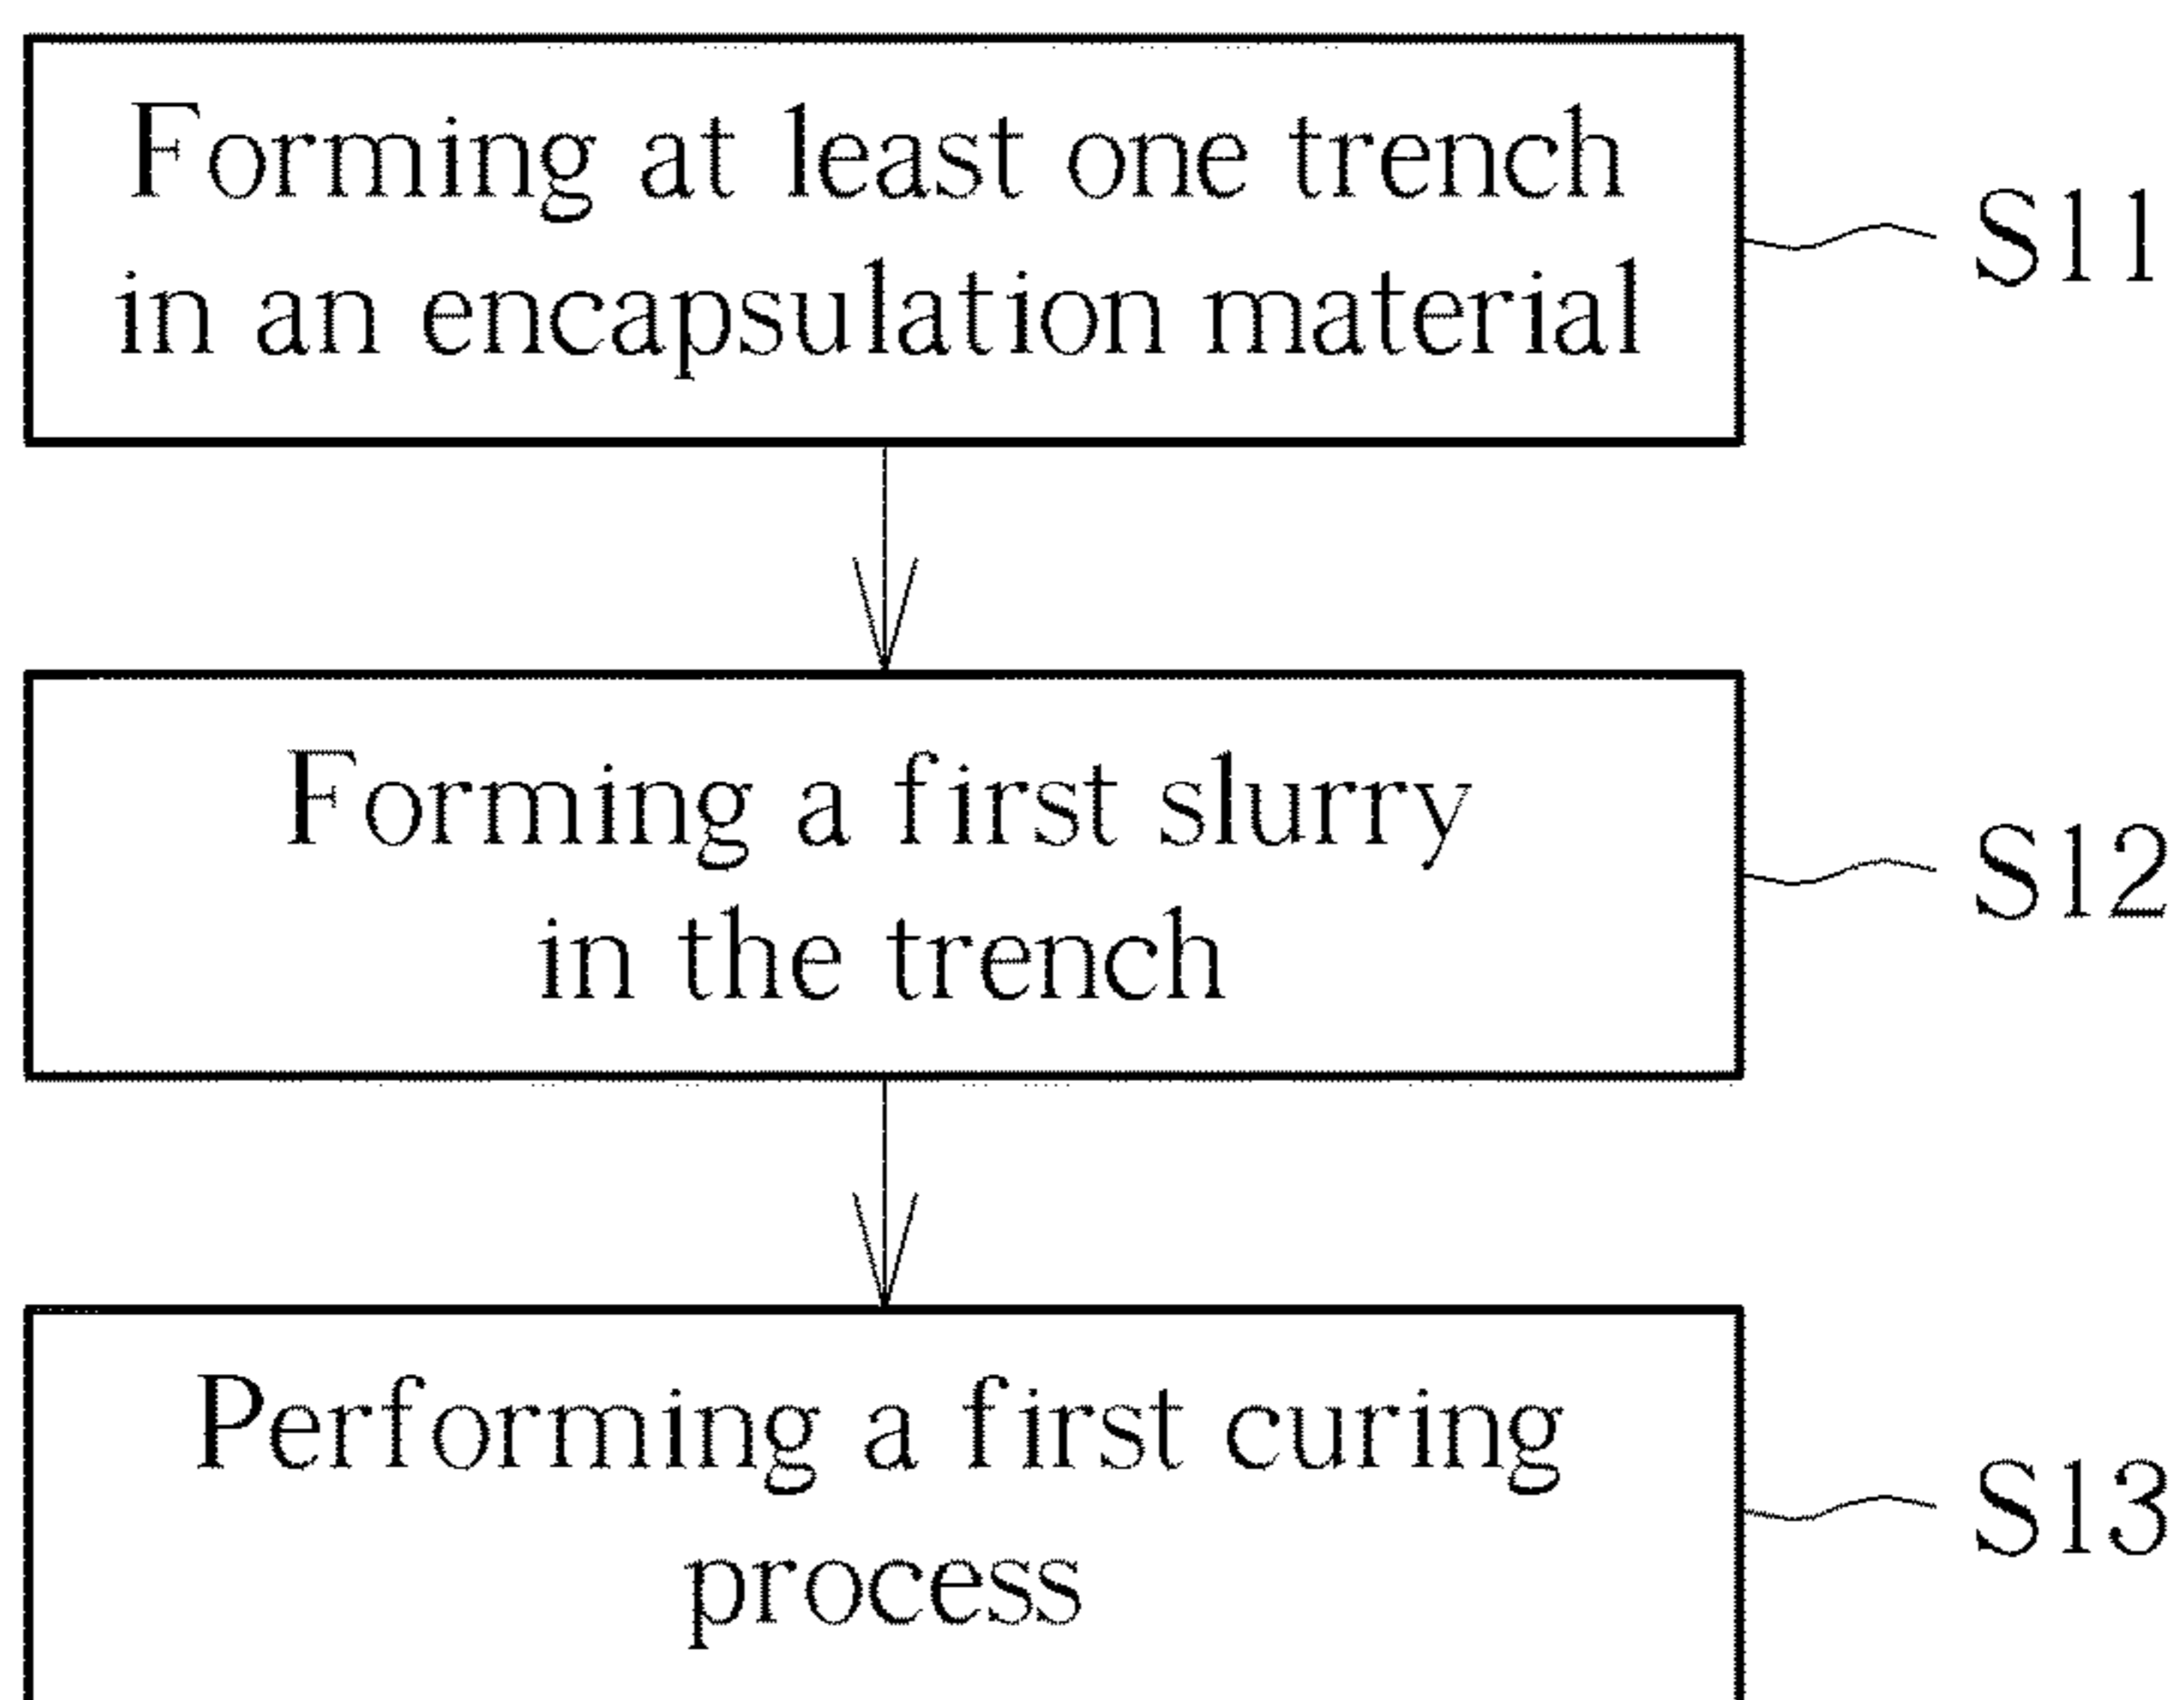 Forming at least one trench
in an encapsulation material
S11
Forming a first slurry
in the trench
S12
Performing a first curing
process
S13